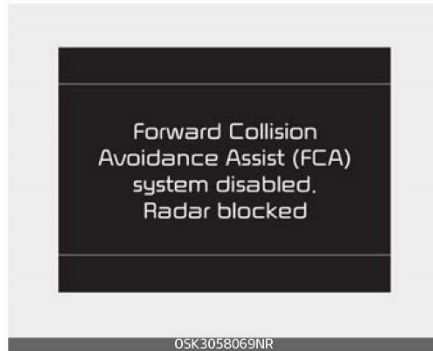 Forward Collision
Avoidance Assist (FCA)
system disabled.
Radar blocked
OSK3058069NR